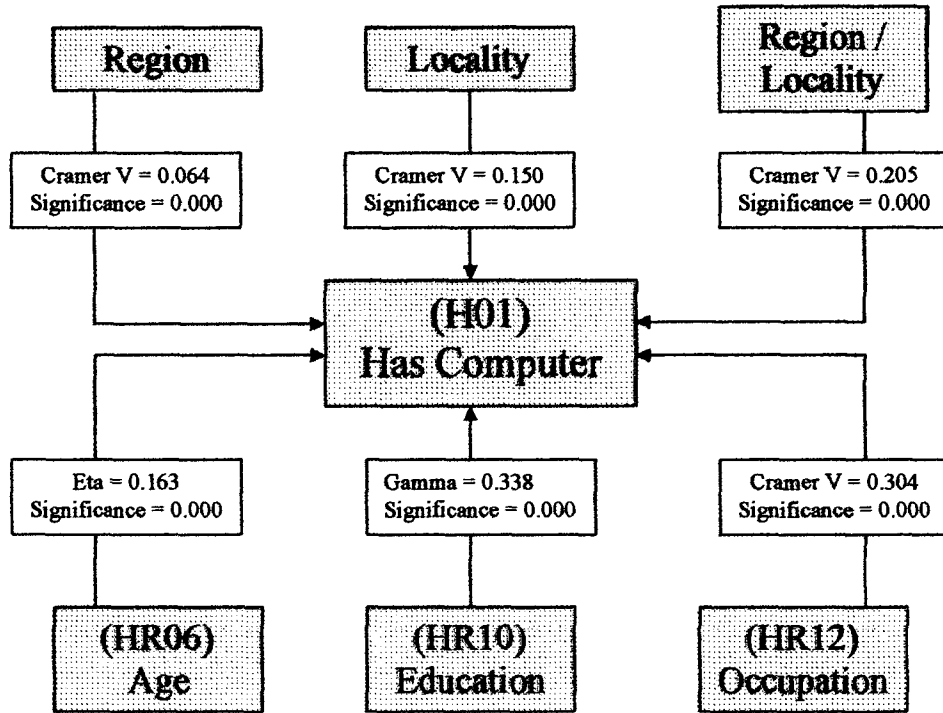 Region
Locality
Region /
Locality
Cramer V = 0.064
Significance = 0.000
Cramer V = 0.150
Significance = 0.000
Cramer V = 0.205
Significance = 0.000
(H01)
Has Computer
Eta = 0.163
Significance = 0.000
Gamma = 0.338
Significance = 0.000
Cramer V = 0.304
Significance = 0.000
(HR06)
Age
(HR10)
Education
(HR12)
Occupation